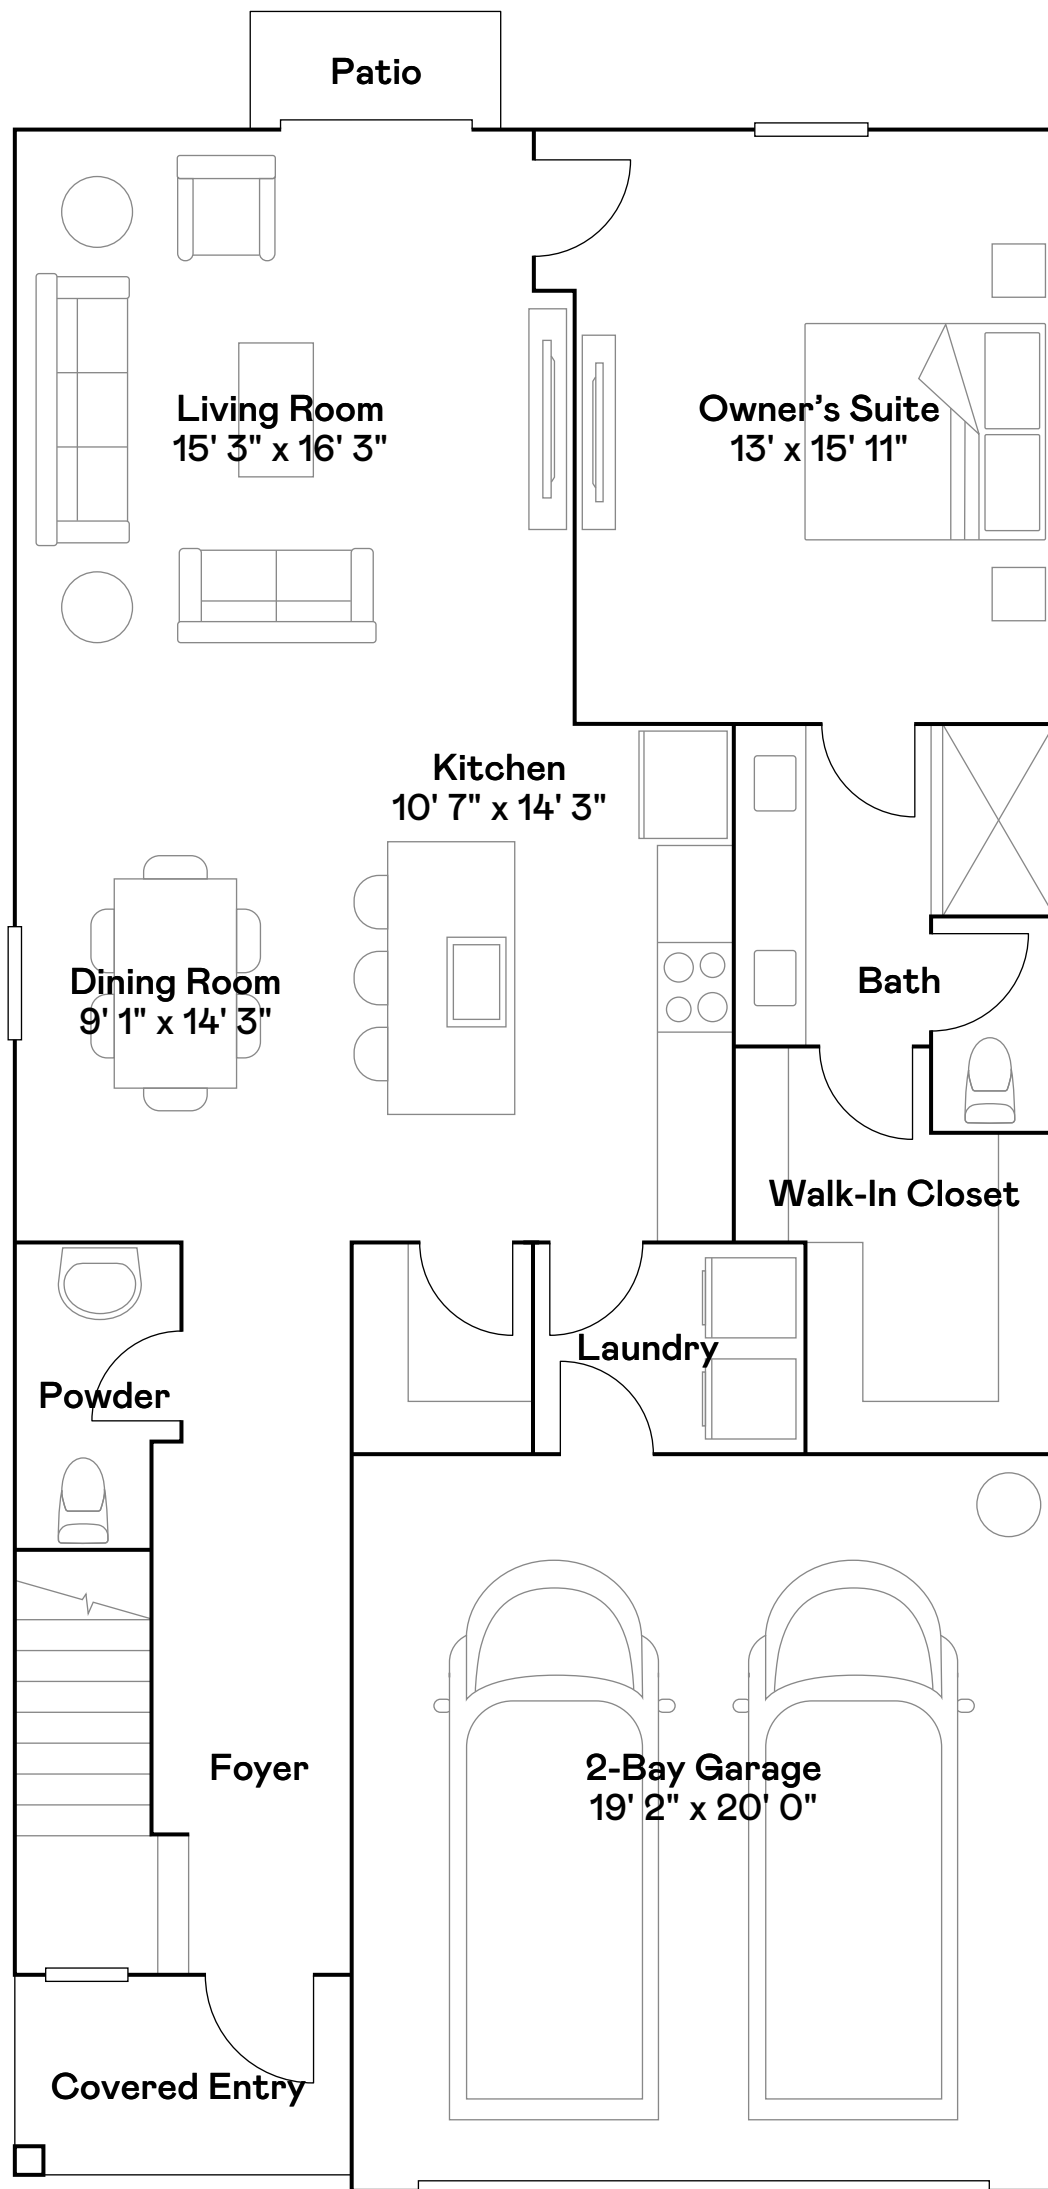 Patio
Living Room
15' 3" x 16' 3"
Owner’s Suite
13' x 15' 11"
Kitchen
10' 7" x 14' 3"
Dining Room
9' 1" x 14' 3"
Bath
Walk-In Closet
Laundry
Powder
Foyer
2-Bay Garage
19' 2" x 20' 0"
Covered Entry